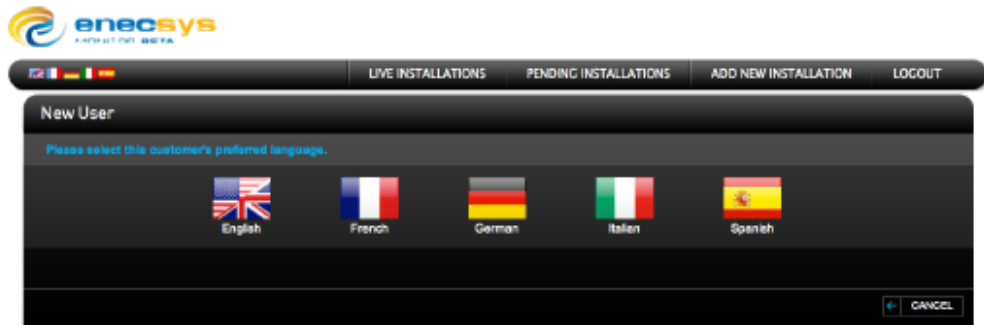 enecsys
MONITOR BETA
LIVE INSTALLATIONS PENDING INSTALLATIONS ADD NEW INSTALLATION LOGOUT
New User
Please select this customer's preferred language.
English French German Italian Spanish
CANCEL